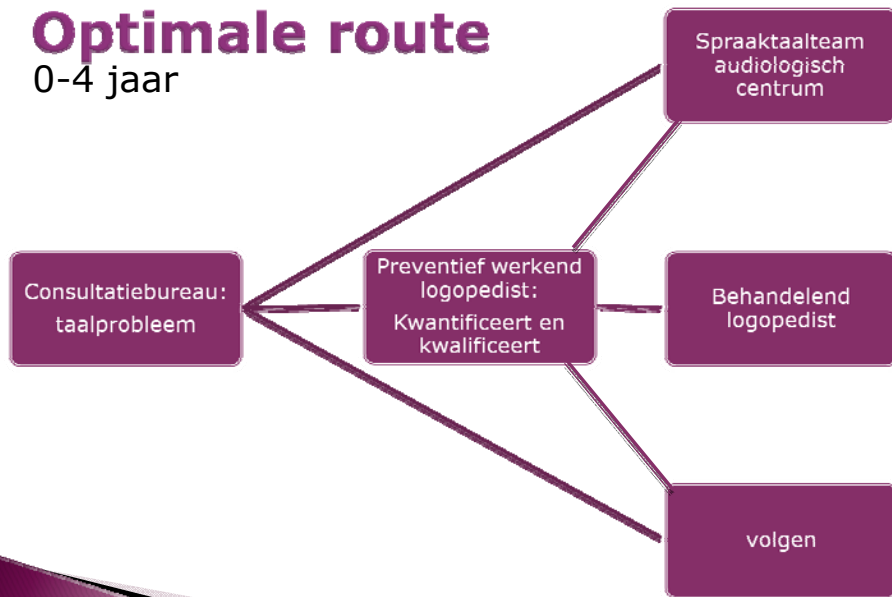 Optimale route
0-4 jaar
Spraaktaalteam
audiologisch
centrum
Consultatiebureau:
taalprobleem
Preventief werkend
logopedist:
Kwantificeert en
kwalificeert
Behandelend
logopedist
volgen